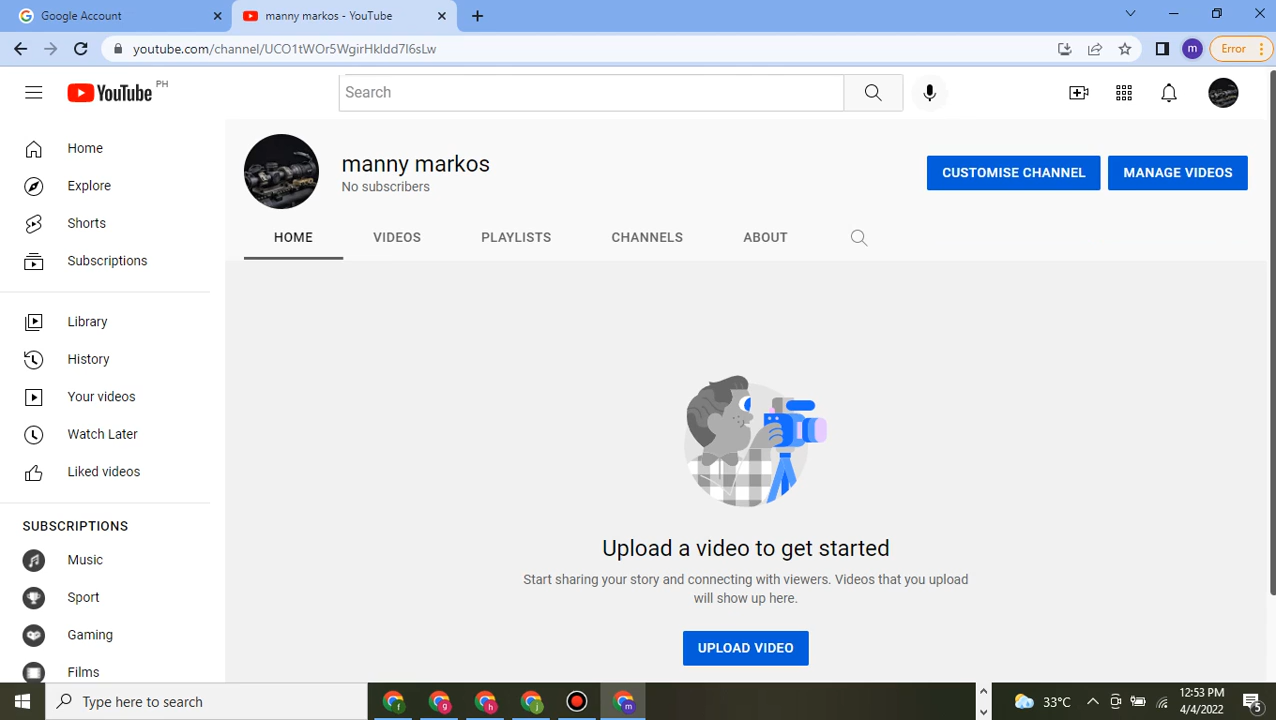 Google Account
manny markos - YouTube
youtube.com/channel/UCO1tWOr5WgirHkldd7l6sLw
m
Error
YouTube PH
Search
manny markos
No subscribers
CUSTOMISE CHANNEL
MANAGE VIDEOS
HOME
VIDEOS
PLAYLISTS
CHANNELS
ABOUT
Home
Explore
Shorts
Subscriptions
Library
History
Your videos
Watch Later
Liked videos
SUBSCRIPTIONS
Music
Sport
Gaming
Films
Upload a video to get started
Start sharing your story and connecting with viewers. Videos that you upload
will show up here.
UPLOAD VIDEO
Type here to search
f
g
h
j
m
33°C
12:53 PM
4/4/2022
5